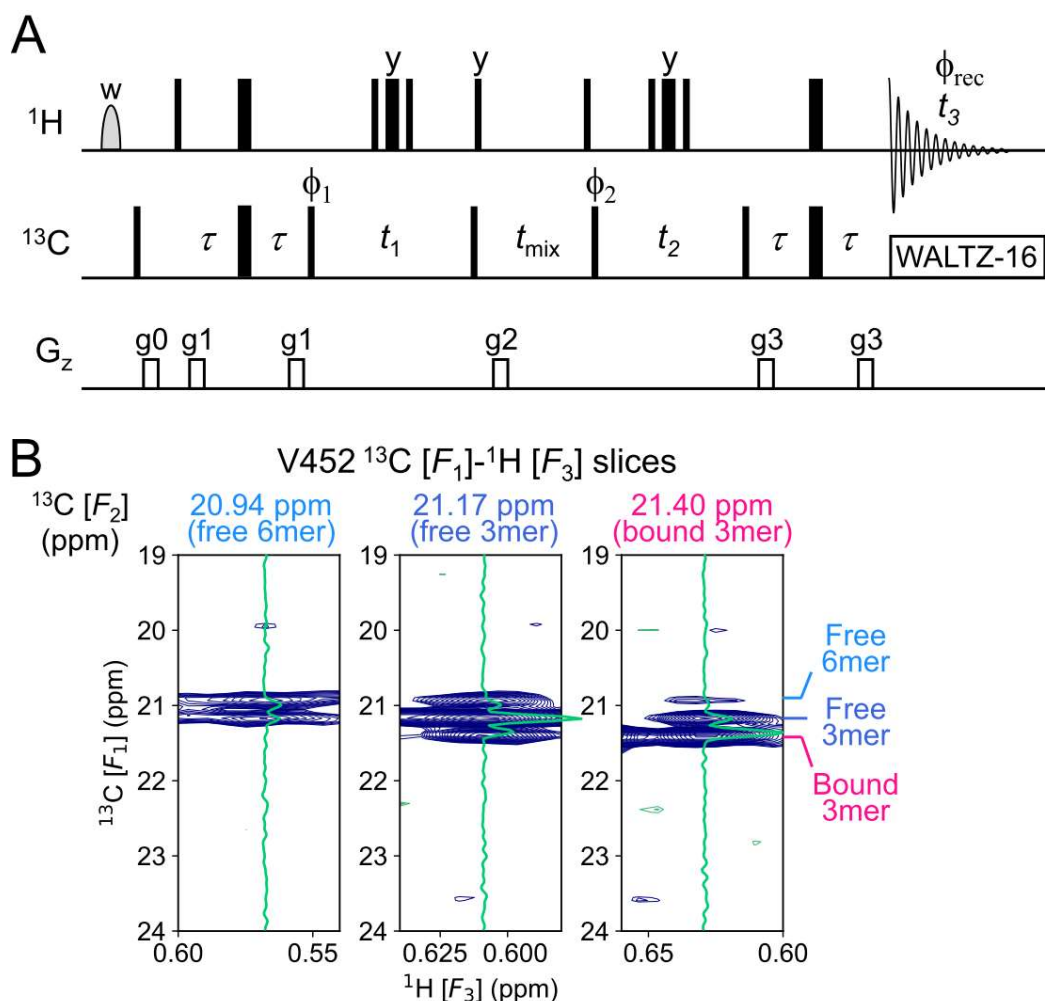 A
w
y
y
y
ϕrec
t3
1H
ϕ1
ϕ2
13C
τ
τ
t1
tmix
t2
τ
τ
WALTZ-16
Gz
g0
g1
g1
g2
g3
g3
B
V452 13C [F1]-1H [F3] slices
13C [F2]
(ppm)
20.94 ppm
(free 6mer)
21.17 ppm
(free 3mer)
21.40 ppm
(bound 3mer)
13C [F1] (ppm)
19
20
21
22
23
24
19
20
21
22
23
24
19
20
21
22
23
24
Free
6mer
Free
3mer
Bound
3mer
0.60
0.55
0.625
0.600
0.65
0.60
1H [F3] (ppm)